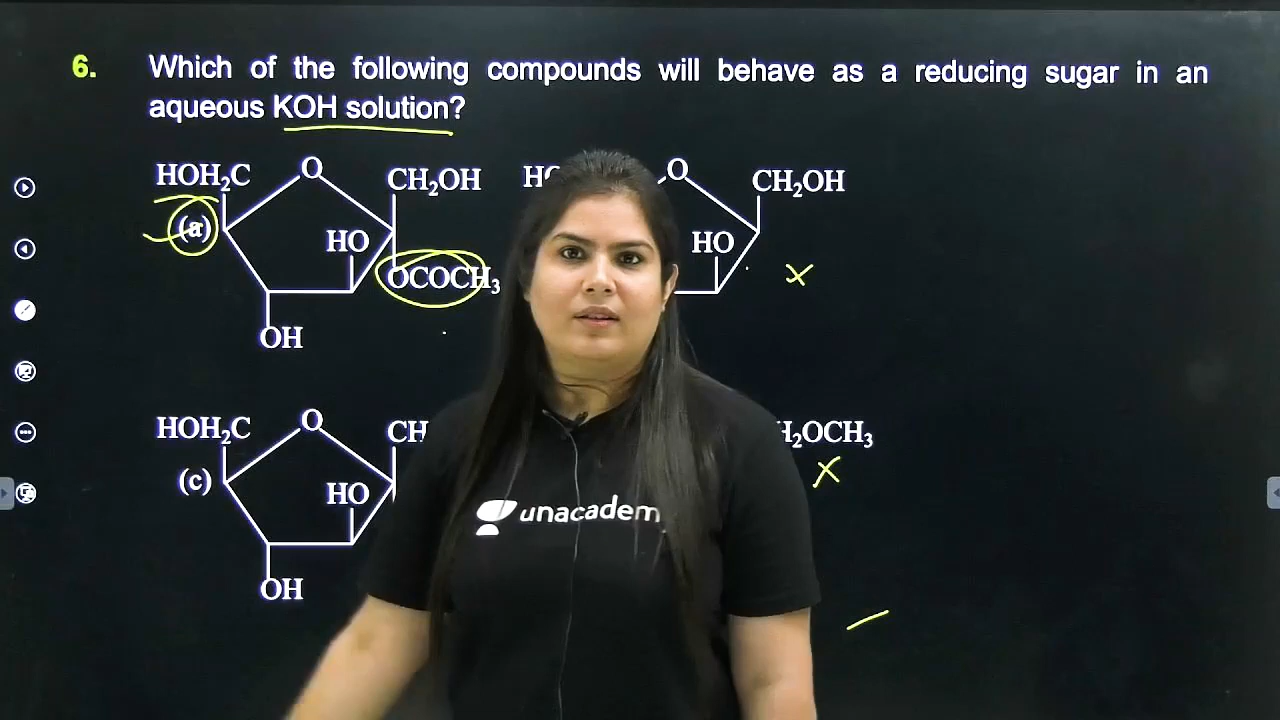 6. Which of the following compounds will behave as a reducing sugar in an
aqueous KOH solution?
HOH₂C O CH₂OH
(a) HO
OCOCH₃
OH
O CH₂OH
HO
HOH₂C O
(c) HO
OH
H₂OCH₃
unacadem